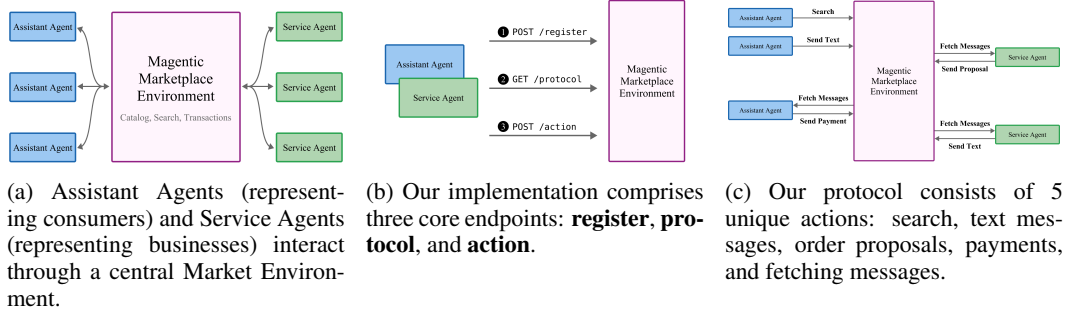 Assistant Agent
Assistant Agent
Assistant Agent
Magentic
Marketplace
Environment
Catalog, Search, Transactions
Service Agent
Service Agent
Service Agent
(a) Assistant Agents (represent-
ing consumers) and Service Agents
(representing businesses) interact
through a central Market Environ-
ment.
Assistant Agent
Service Agent
1 POST /register
2 GET /protocol
3 POST /action
Magentic
Marketplace
Environment
(b) Our implementation comprises
three core endpoints: register, pro-
tocol, and action.
Assistant Agent
Search
Assistant Agent
Send Text
Assistant Agent
Fetch Messages
Send Payment
Magentic
Marketplace
Environment
Fetch Messages
Send Proposal
Service Agent
Fetch Messages
Send Text
Service Agent
(c) Our protocol consists of 5
unique actions: search, text mes-
sages, order proposals, payments,
and fetching messages.